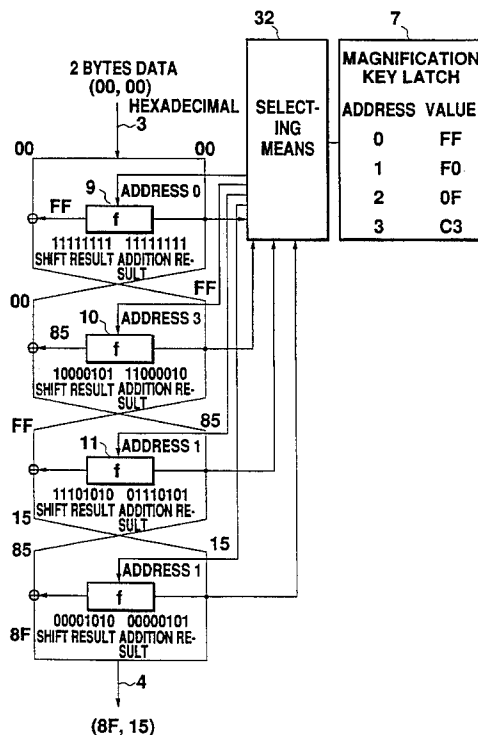 32
7
2 BYTES DATA
(00, 00)
HEXADECIMAL
3
SELECT-
ING
MEANS
MAGNIFICATION
KEY LATCH
ADDRESS VALUE
0 FF
1 F0
2 0F
3 C3
00
00
9
ADDRESS 0
FF
f
11111111 11111111
SHIFT RESULT ADDITION RE-
SULT
FF
00
10
ADDRESS 3
85
f
10000101 11000010
SHIFT RESULT ADDITION RE-
SULT
85
FF
11
ADDRESS 1
f
11101010 01110101
SHIFT RESULT ADDITION RE-
SULT
15
15
85
ADDRESS 1
f
00001010 00000101
SHIFT RESULT ADDITION RE-
SULT
8F
4
(8F, 15)